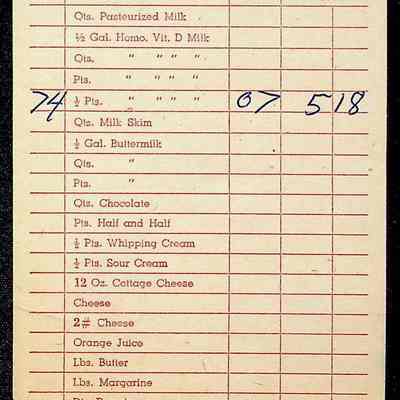 Qts. Pasteurized Milk
½ Gal. Homo. Vit. D Milk
Qts. " " " "
Pts. " " " "
74 ½ Pts. " " " " 07 5 18
Qts. Milk Skim
½ Gal. Buttermilk
Qts. "
Pts. "
Qts. Chocolate
Pts. Half and Half
½ Pts. Whipping Cream
½ Pts. Sour Cream
12 Oz. Cottage Cheese
Cheese
2# Cheese
Orange Juice
Lbs. Butter
Lbs. Margarine